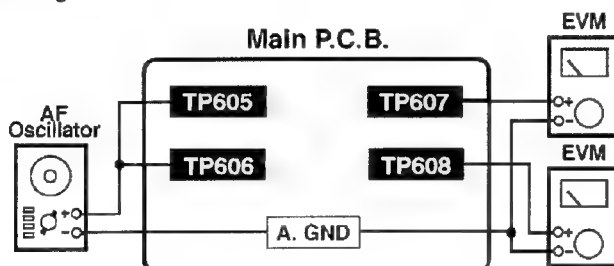 EVM
Main P.C.B.
TP605
TP607
AF
Oscillator
+
-
TP606
TP608
EVM
A. GND
+
-
+
-